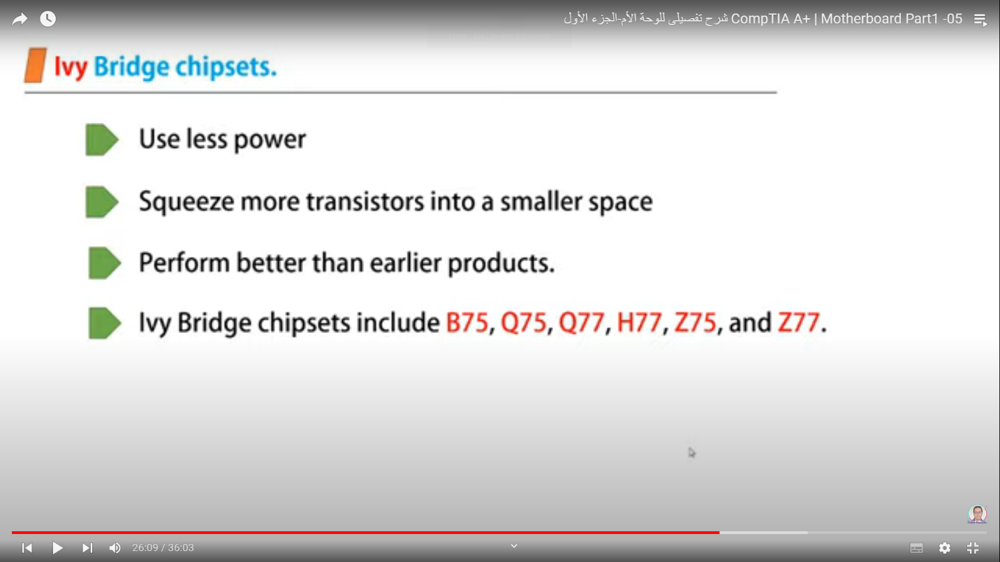 05- CompTIA A+ | Motherboard Part1 شرح تفصيلى للوحة الأم-الجزء الأول
Ivy Bridge chipsets.
Use less power
Squeeze more transistors into a smaller space
Perform better than earlier products.
Ivy Bridge chipsets include B75, Q75, Q77, H77, Z75, and Z77.
26:09 / 36:03